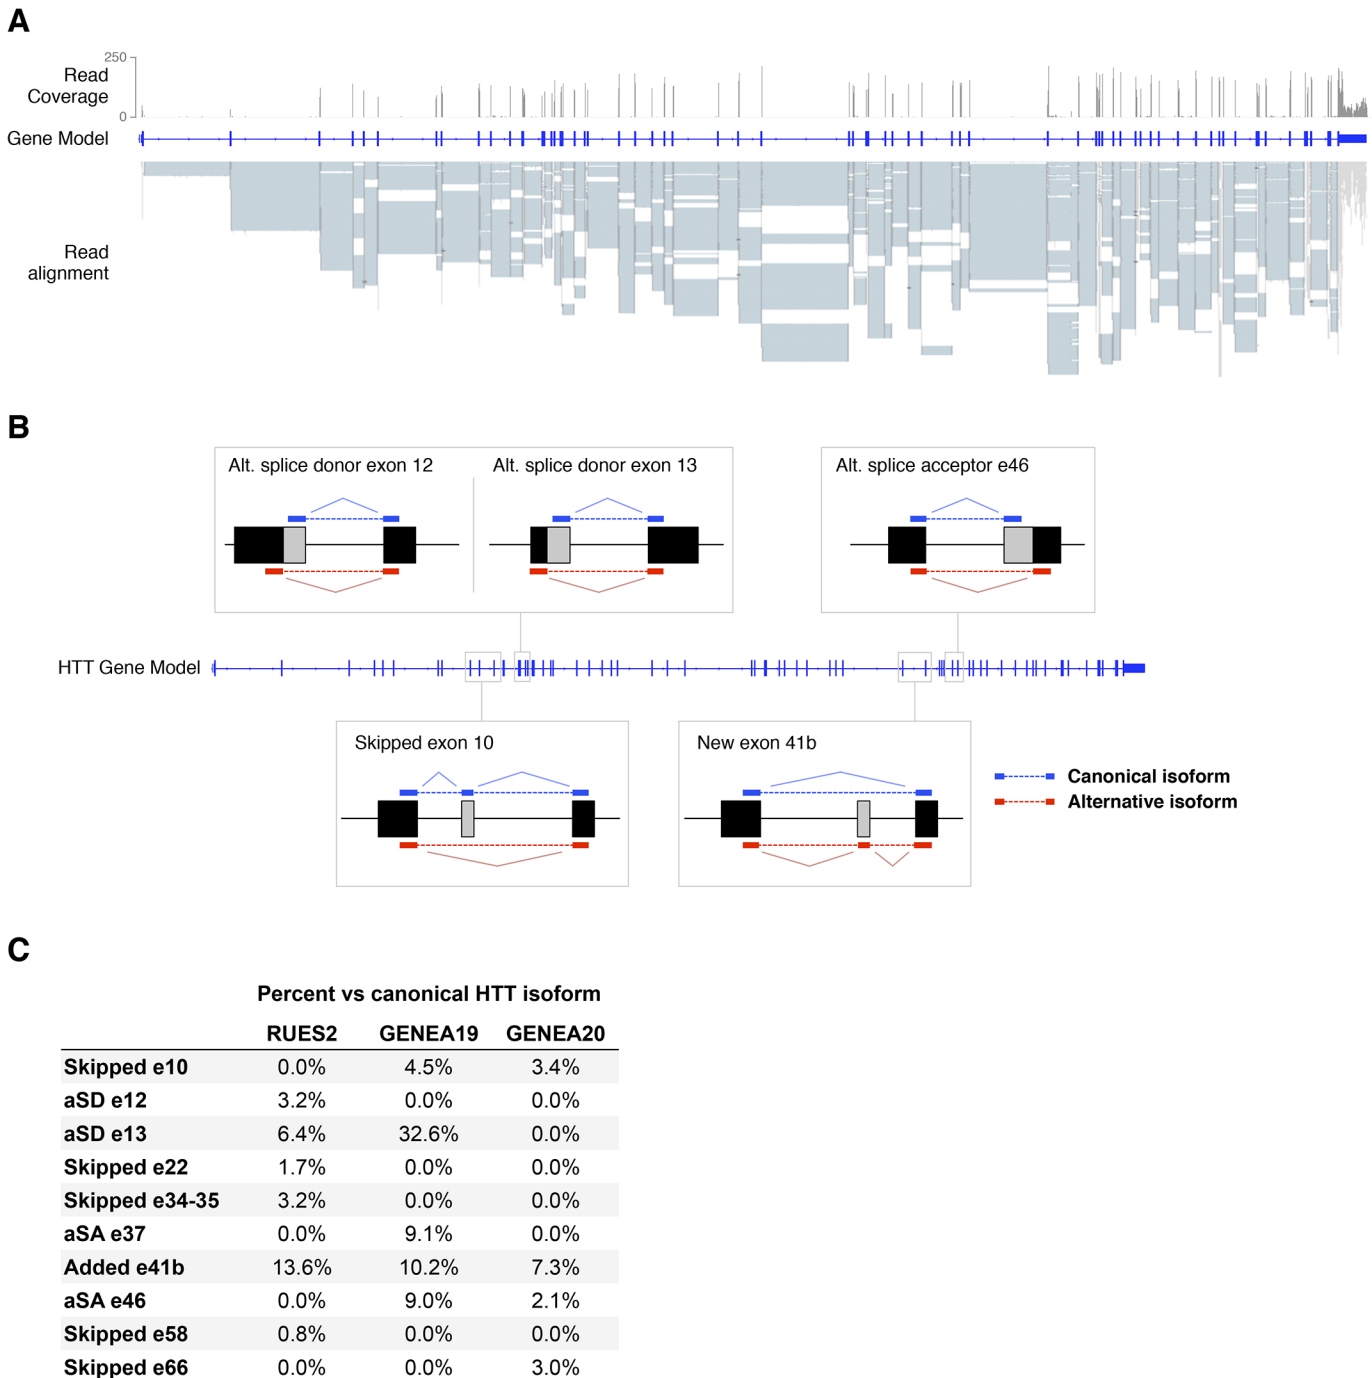 A
250
Read
Coverage
0
Gene Model
Read
alignment
B
Alt. splice donor exon 12
Alt. splice donor exon 13
Alt. splice acceptor e46
HTT Gene Model
Skipped exon 10
New exon 41b
Canonical isoform
Alternative isoform
C
Percent vs canonical HTT isoform
RUES2 GENEA19 GENEA20
Skipped e10 0.0% 4.5% 3.4%
aSD e12 3.2% 0.0% 0.0%
aSD e13 6.4% 32.6% 0.0%
Skipped e22 1.7% 0.0% 0.0%
Skipped e34-35 3.2% 0.0% 0.0%
aSA e37 0.0% 9.1% 0.0%
Added e41b 13.6% 10.2% 7.3%
aSA e46 0.0% 9.0% 2.1%
Skipped e58 0.8% 0.0% 0.0%
Skipped e66 0.0% 0.0% 3.0%